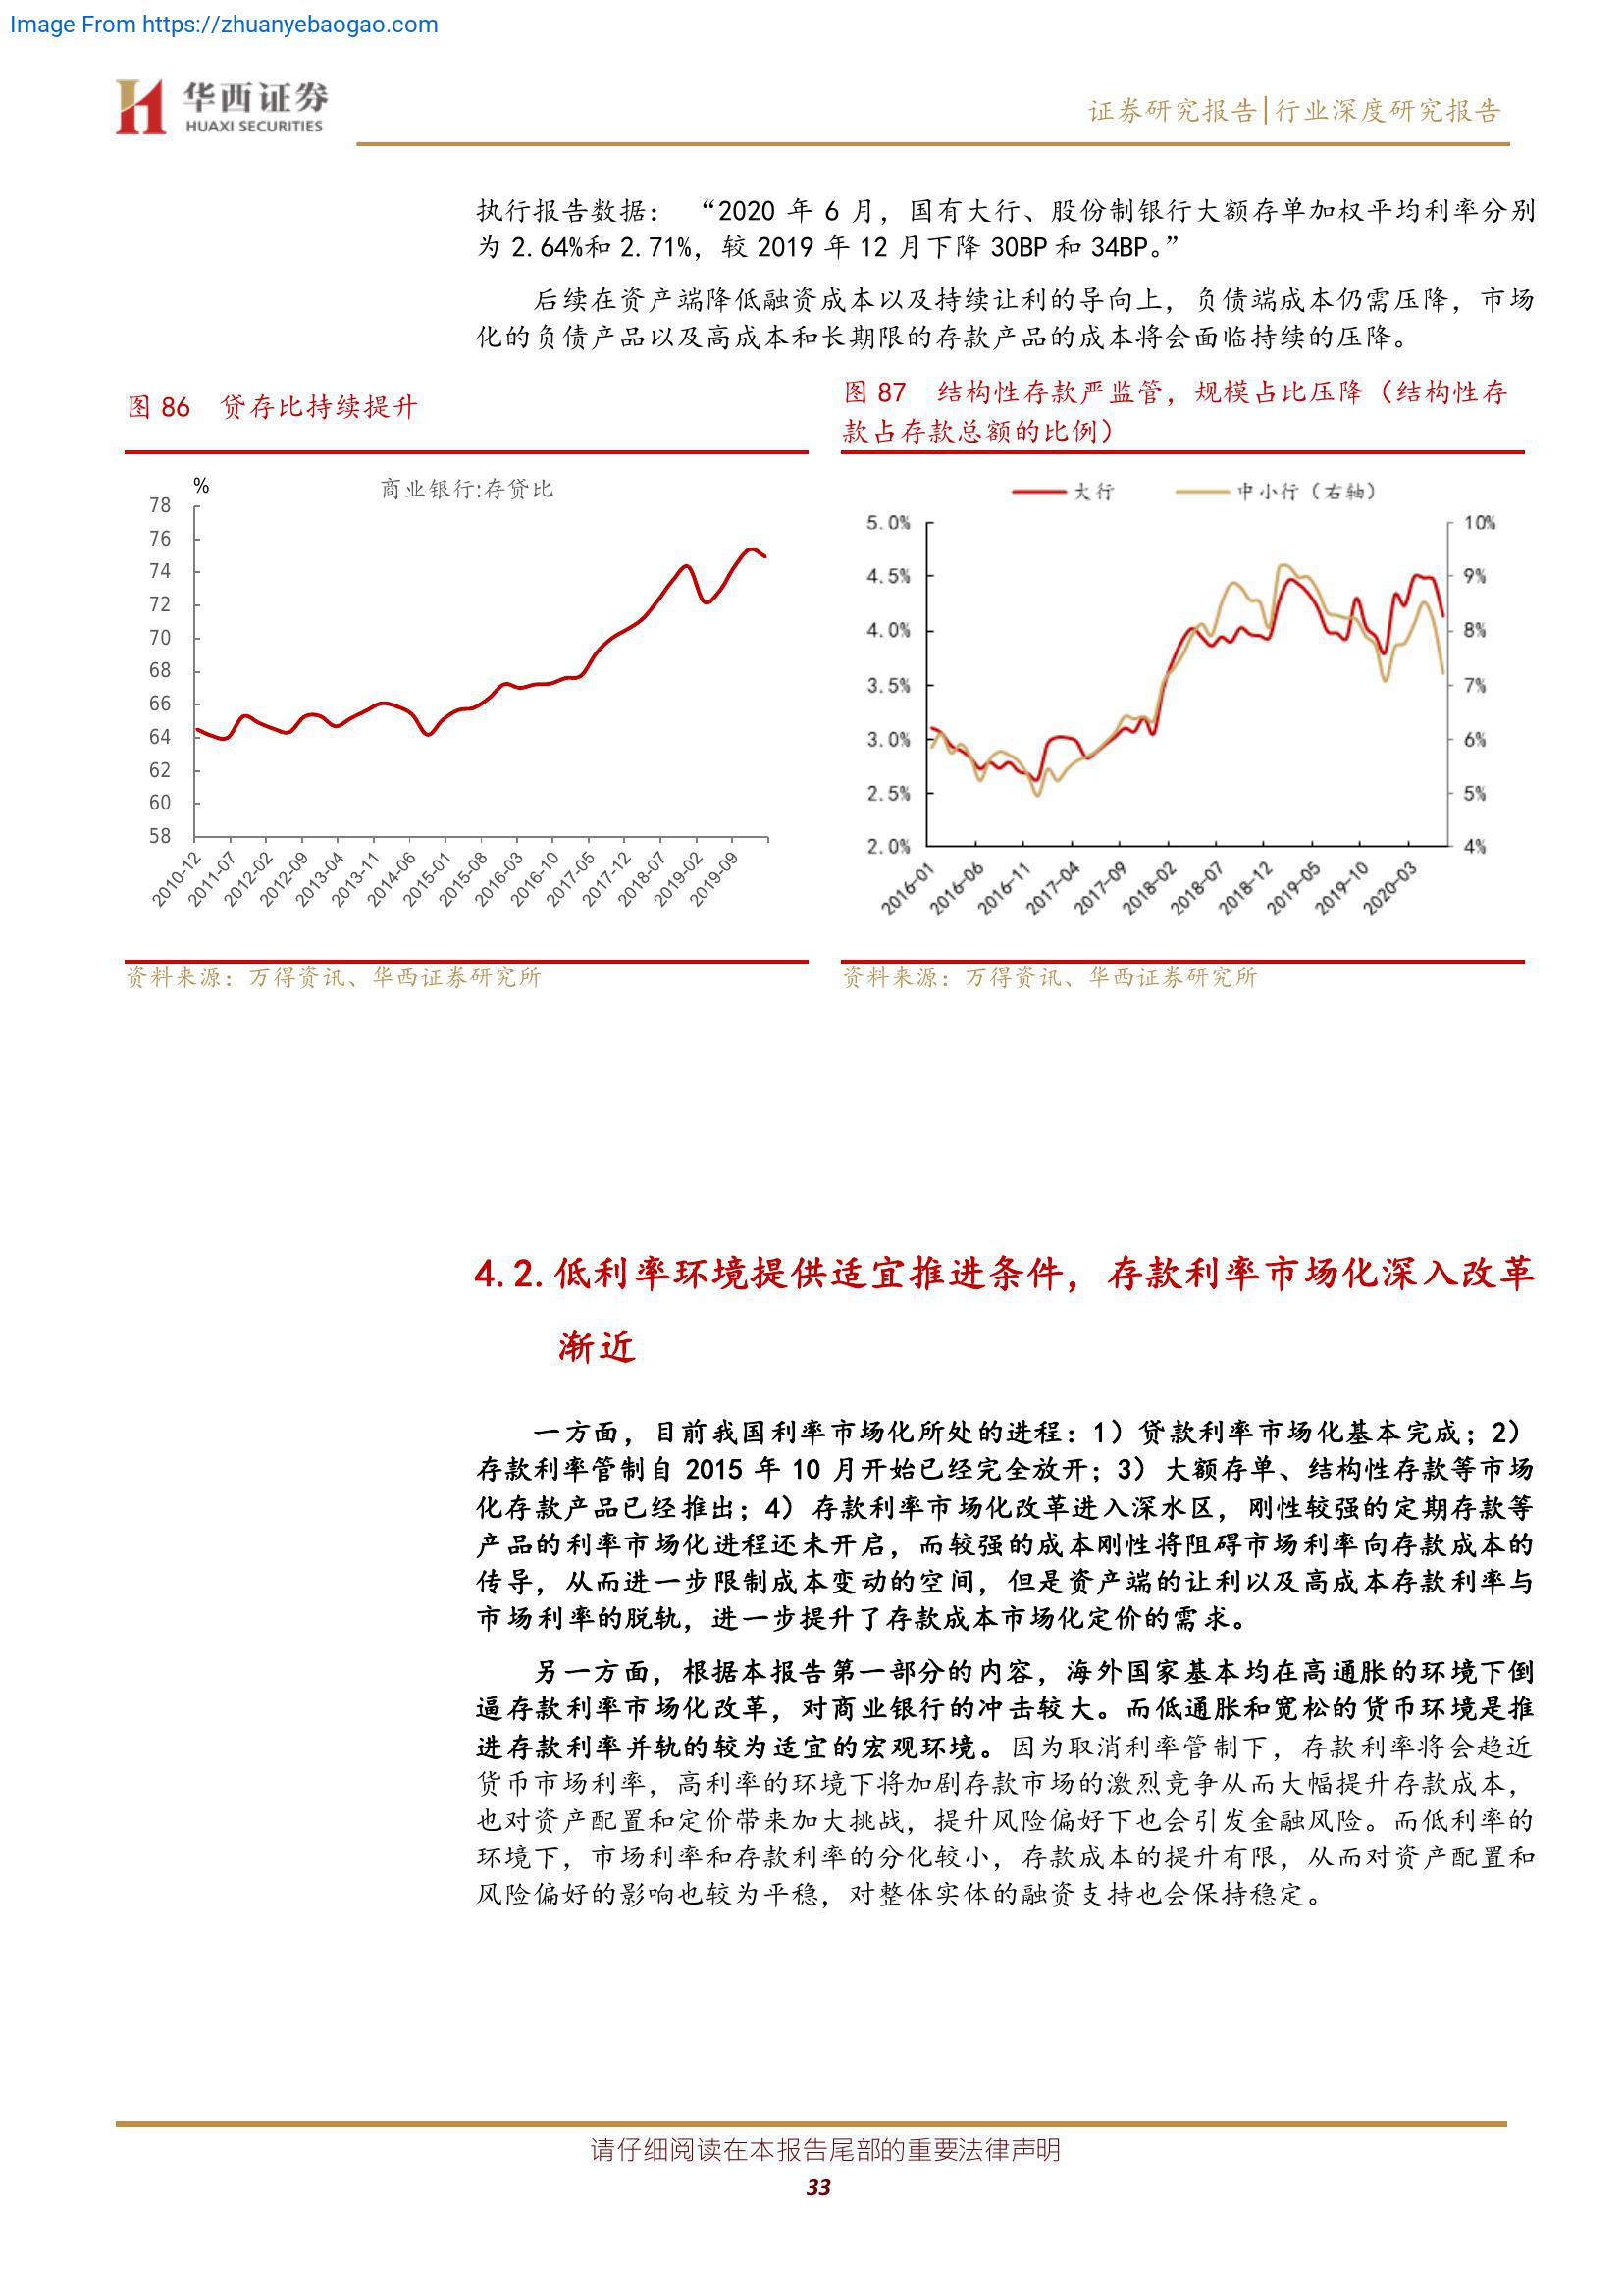 Image From https://zhuanyebaogao.com
华西证券
HUAXI SECURITIES
证券研究报告|行业深度研究报告
执行报告数据： “2020 年 6 月，国有大行、股份制银行大额存单加权平均利率分别
为 2.64%和 2.71%，较 2019 年 12 月下降 30BP 和 34BP。”
后续在资产端降低融资成本以及持续让利的导向上，负债端成本仍需压降，市场
化的负债产品以及高成本和长期限的存款产品的成本将会面临持续的压降。
图 86 贷存比持续提升
%
商业银行:存贷比
78
76
74
72
70
68
66
64
62
60
58
2010-12 2011-07 2012-02 2012-09 2013-04 2013-11 2014-06 2015-01 2015-08 2016-03 2016-10 2017-05 2017-12 2018-07 2019-02 2019-09
资料来源：万得资讯、华西证券研究所
图 87 结构性存款严监管，规模占比压降（结构性存
款占存款总额的比例）
大行 中小行（右轴）
5.0% 10%
4.5% 9%
4.0% 8%
3.5% 7%
3.0% 6%
2.5% 5%
2.0% 4%
2016-01 2016-06 2016-11 2017-04 2017-09 2018-02 2018-07 2018-12 2019-05 2019-10 2020-03
资料来源：万得资讯、华西证券研究所
4.2.低利率环境提供适宜推进条件，存款利率市场化深入改革
渐近
一方面，目前我国利率市场化所处的进程：1）贷款利率市场化基本完成；2）
存款利率管制自 2015 年 10 月开始已经完全放开；3）大额存单、结构性存款等市场
化存款产品已经推出；4）存款利率市场化改革进入深水区，刚性较强的定期存款等
产品的利率市场化进程还未开启，而较强的成本刚性将阻碍市场利率向存款成本的
传导，从而进一步限制成本变动的空间，但是资产端的让利以及高成本存款利率与
市场利率的脱轨，进一步提升了存款成本市场化定价的需求。
另一方面，根据本报告第一部分的内容，海外国家基本均在高通胀的环境下倒
逼存款利率市场化改革，对商业银行的冲击较大。而低通胀和宽松的货币环境是推
进存款利率并轨的较为适宜的宏观环境。因为取消利率管制下，存款利率将会趋近
货币市场利率，高利率的环境下将加剧存款市场的激烈竞争从而大幅提升存款成本，
也对资产配置和定价带来加大挑战，提升风险偏好下也会引发金融风险。而低利率的
环境下，市场利率和存款利率的分化较小，存款成本的提升有限，从而对资产配置和
风险偏好的影响也较为平稳，对整体实体的融资支持也会保持稳定。
请仔细阅读在本报告尾部的重要法律声明
33